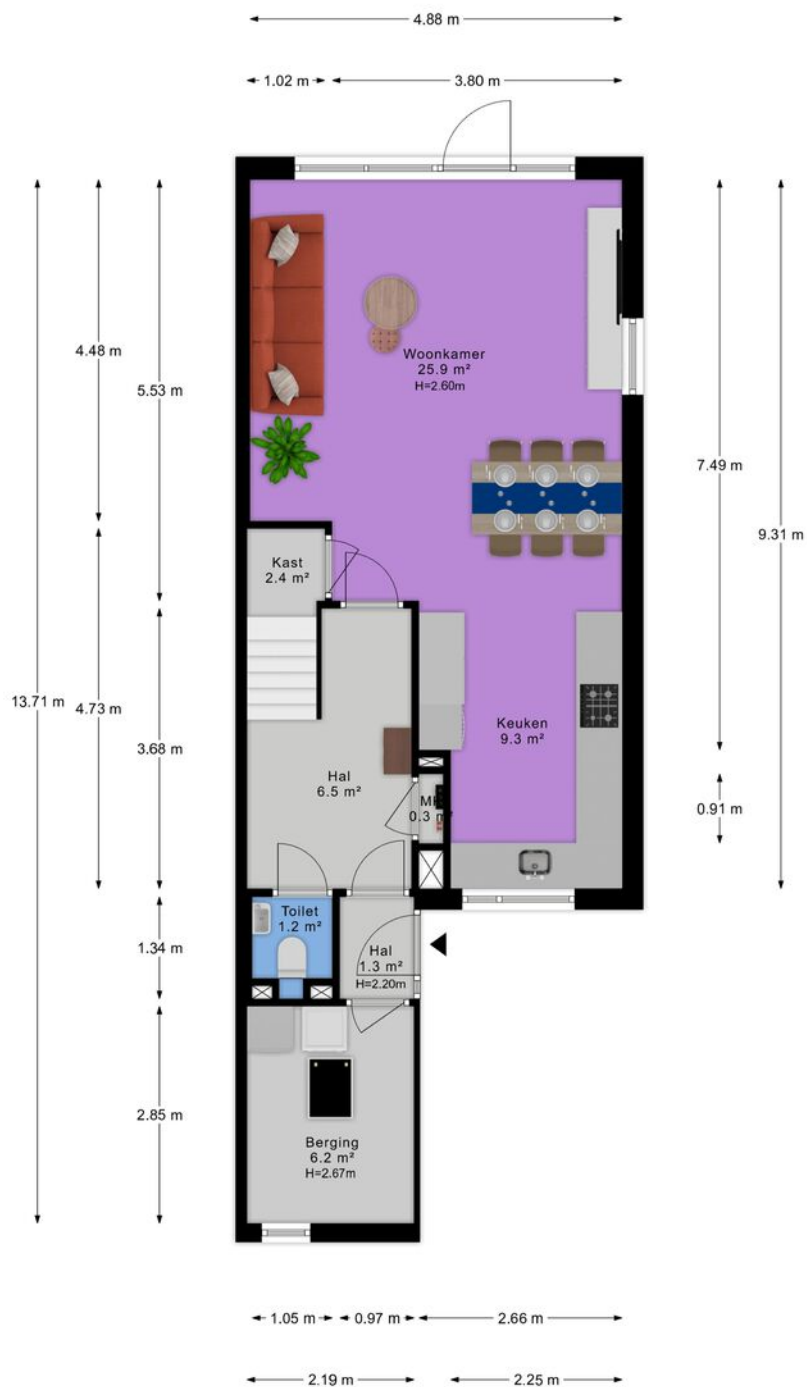 4.88 m
1.02 m
3.80 m
4.48 m
5.53 m
Woonkamer
25.9 m²
H=2.60m
7.49 m
9.31 m
Kast
2.4 m²
13.71 m
4.73 m
3.68 m
Keuken
9.3 m²
Hal
6.5 m²
0.3 m²
0.91 m
Toilet
1.2 m²
1.34 m
Hal
1.3 m²
H=2.20m
2.85 m
Berging
6.2 m²
H=2.67m
1.05 m
0.97 m
2.66 m
2.19 m
2.25 m